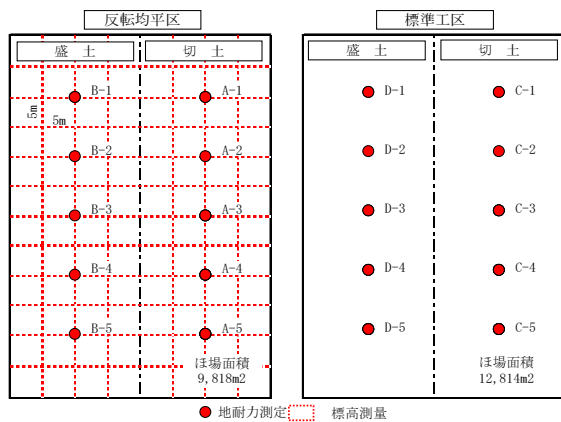 反転均平区
標準工区
盛 土
切 土
盛 土
切 土
5m
5m
B-1
A-1
B-2
A-2
B-3
A-3
B-4
A-4
B-5
A-5
ほ場面積
9,818m2
D-1
C-1
D-2
C-2
D-3
C-3
D-4
C-4
D-5
C-5
ほ場面積
12,814m2
地耐力測定
標高測量